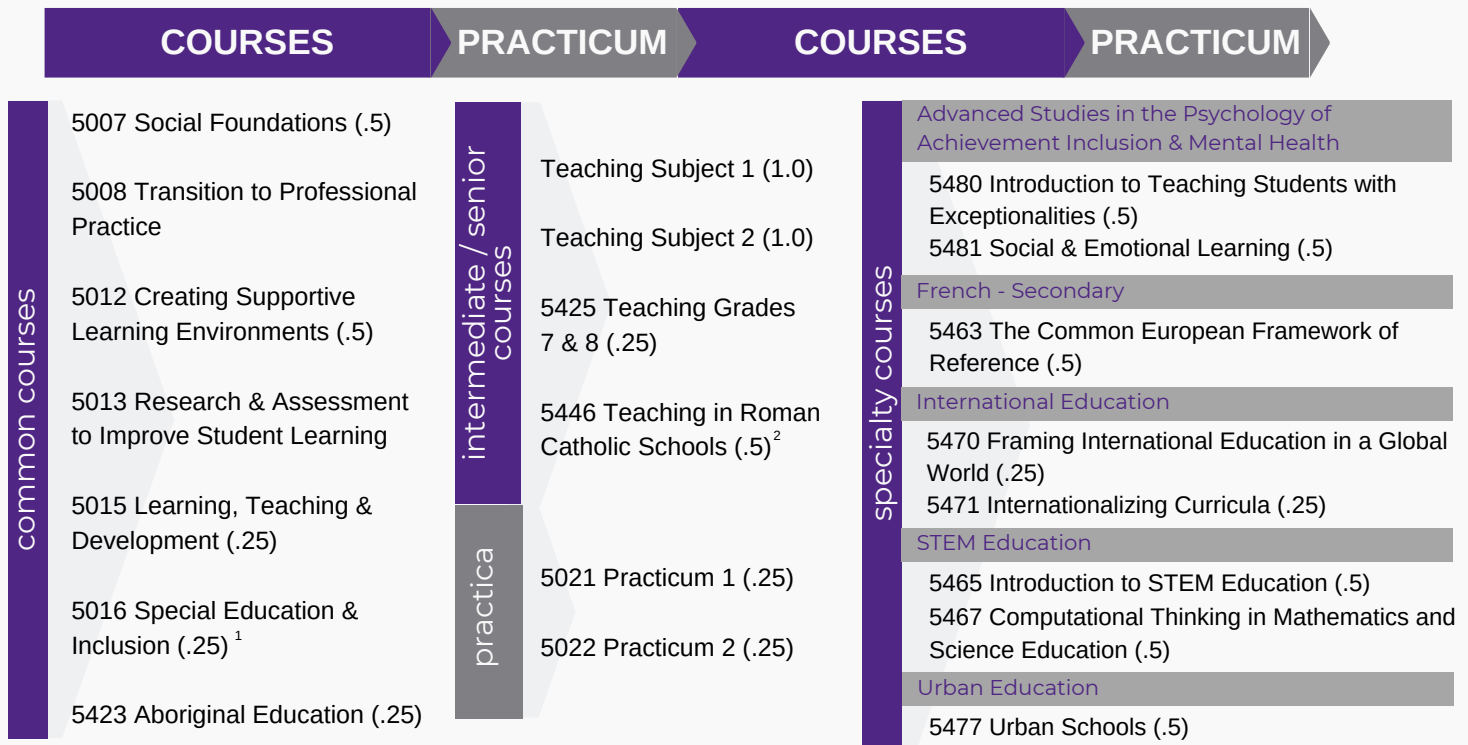 COURSES
PRACTICUM
COURSES
PRACTICUM
common courses
5007 Social Foundations (.5)
5008 Transition to Professional
Practice
5012 Creating Supportive
Learning Environments (.5)
5013 Research & Assessment
to Improve Student Learning
5015 Learning, Teaching &
Development (.25)
5016 Special Education &
Inclusion (.25) 1
5423 Aboriginal Education (.25)
intermediate / senior
courses
Teaching Subject 1 (1.0)
Teaching Subject 2 (1.0)
5425 Teaching Grades
7 & 8 (.25)
5446 Teaching in Roman
Catholic Schools (.5) 2
practica
5021 Practicum 1 (.25)
5022 Practicum 2 (.25)
specialty courses
Advanced Studies in the Psychology of
Achievement Inclusion & Mental Health
5480 Introduction to Teaching Students with
Exceptionalities (.5)
5481 Social & Emotional Learning (.5)
French - Secondary
5463 The Common European Framework of
Reference (.5)
International Education
5470 Framing International Education in a Global
World (.25)
5471 Internationalizing Curricula (.25)
STEM Education
5465 Introduction to STEM Education (.5)
5467 Computational Thinking in Mathematics and
Science Education (.5)
Urban Education
5477 Urban Schools (.5)